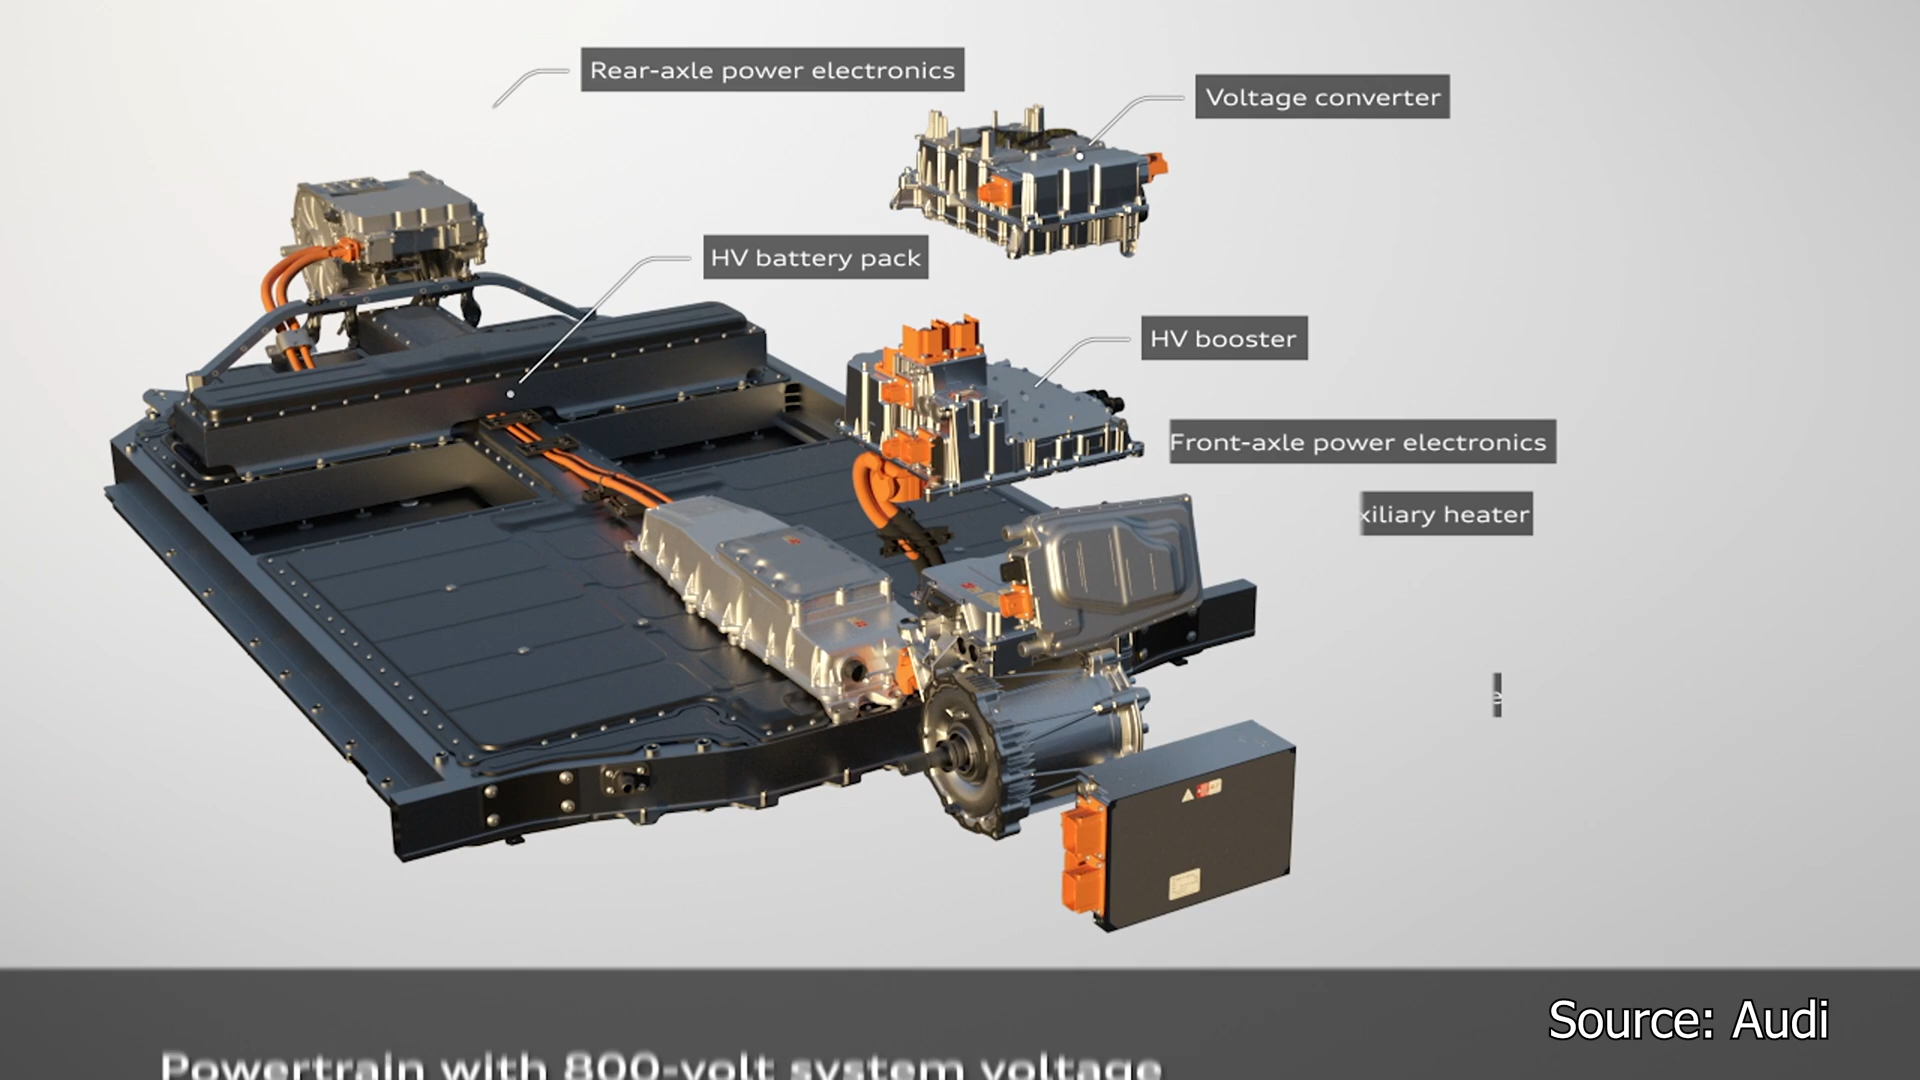 Rear-axle power electronics
Voltage converter
HV battery pack
HV booster
Front-axle power electronics
xiliary heater
Source: Audi
Powertrain with 800-volt system voltage